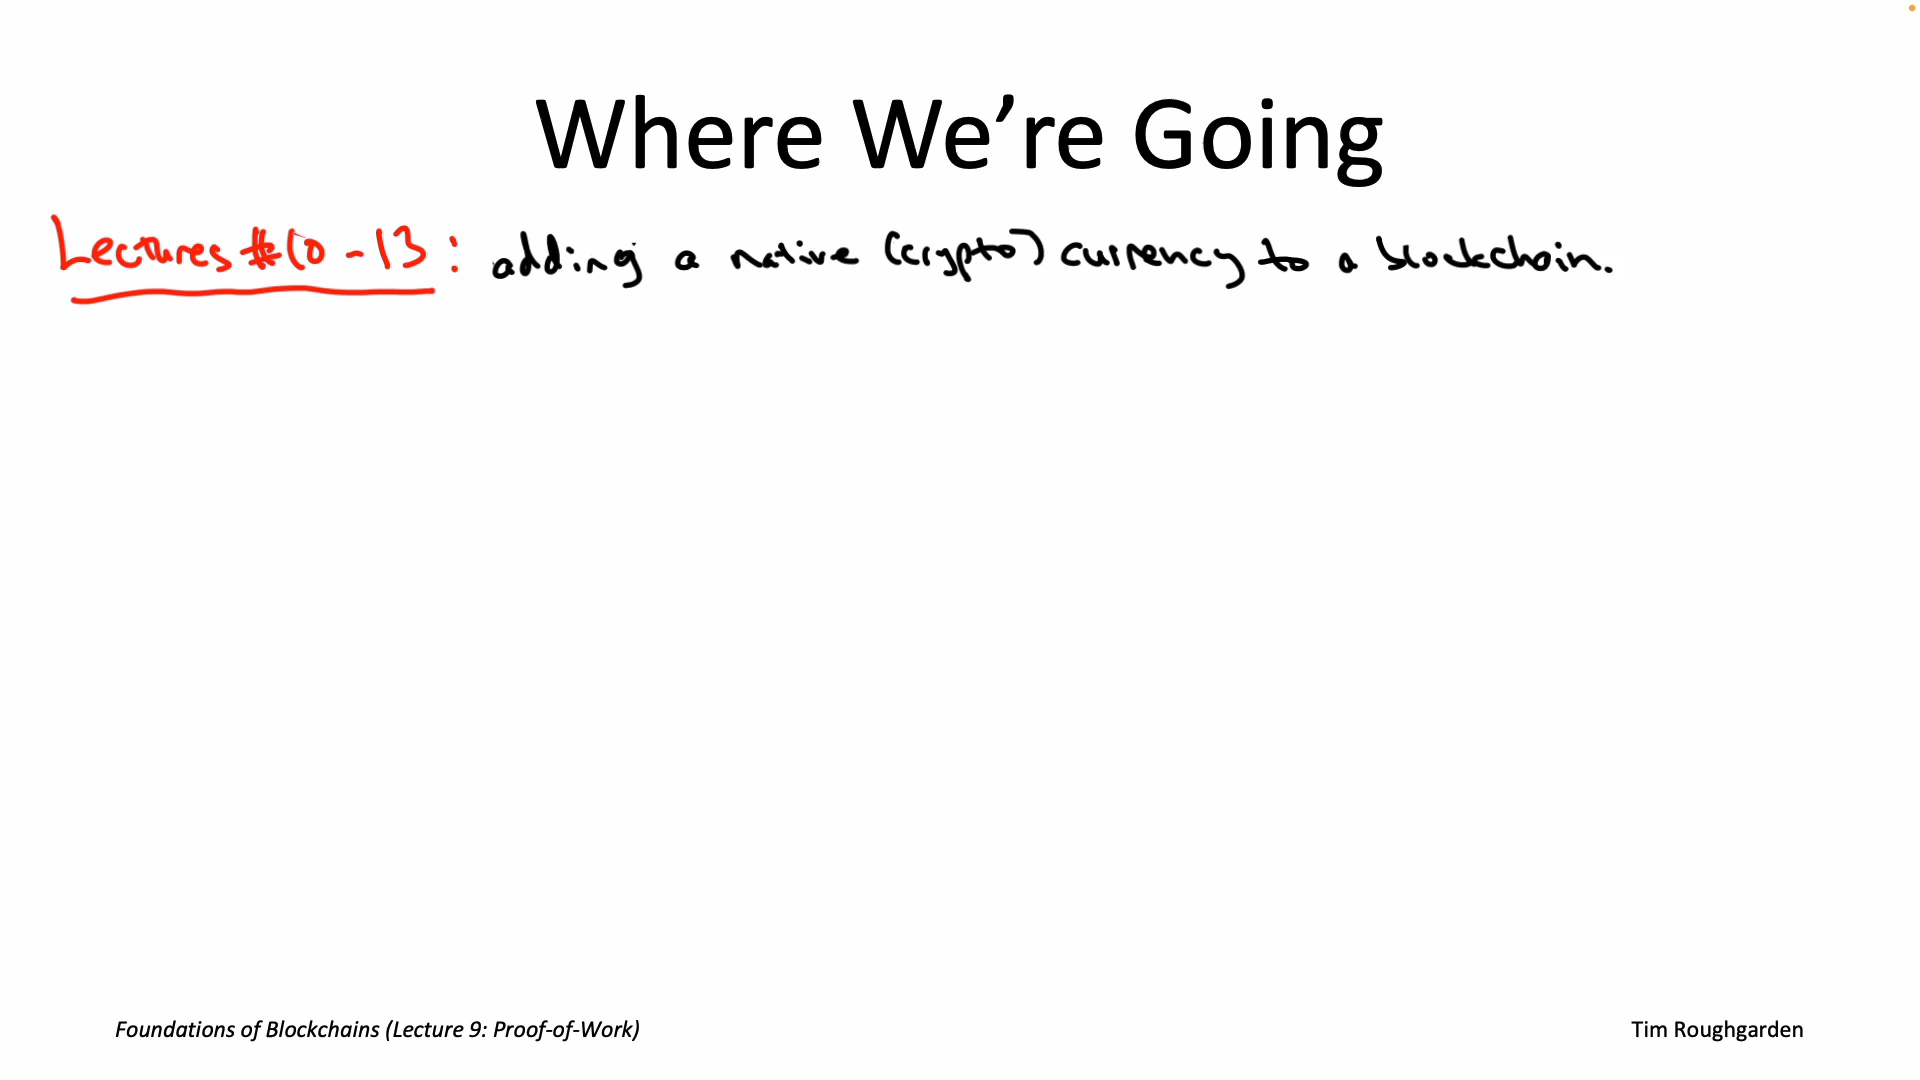 Where We're Going
Lectures #10-13: adding a native (crypto)currency to a blockchain.
Foundations of Blockchains (Lecture 9: Proof-of-Work)
Tim Roughgarden